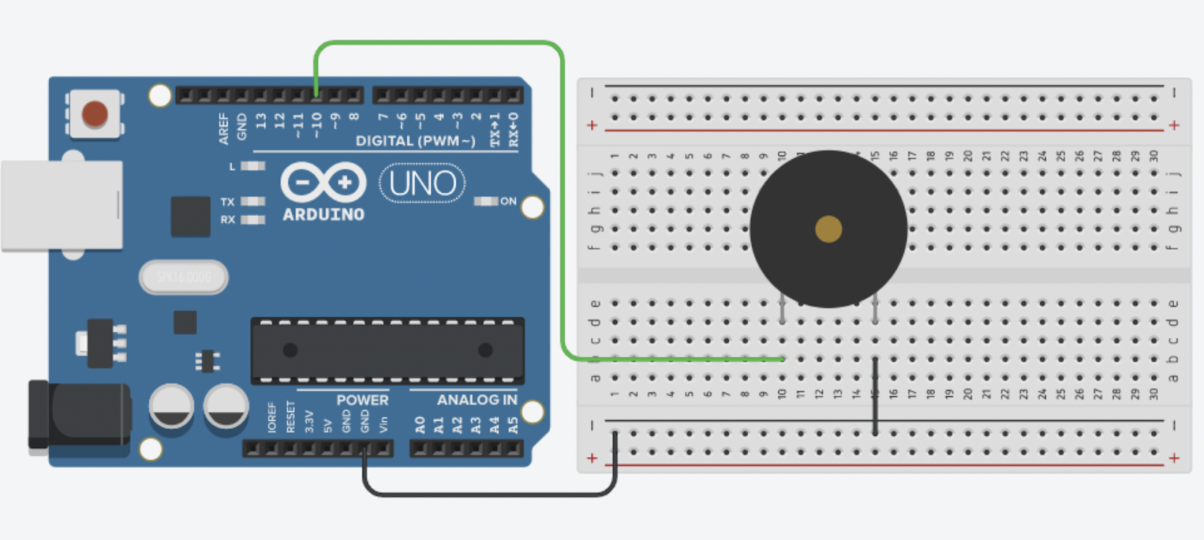 AREF
GND
13
12
~11
~10
~9
8
7
~6
~5
4
~3
2
TX→1
RX←0
DIGITAL (PWM~)
L
TX
RX
ARDUINO
UNO
ON
POWER
ANALOG IN
IOREF
RESET
3.3V
5V
GND
GND
Vin
A0
A1
A2
A3
A4
A5
− −
+ +
1 2 3 4 5 6 7 8 9 10 15 16 17 18 19 20 21 22 23 24 25 26 27 28 29 30
j j
i i
h h
g g
f f
e e
d d
c c
b b
a a
1 2 3 4 5 6 7 8 9 10 11 12 13 14 15 16 17 18 19 20 21 22 23 24 25 26 27 28 29 30
− −
+ +